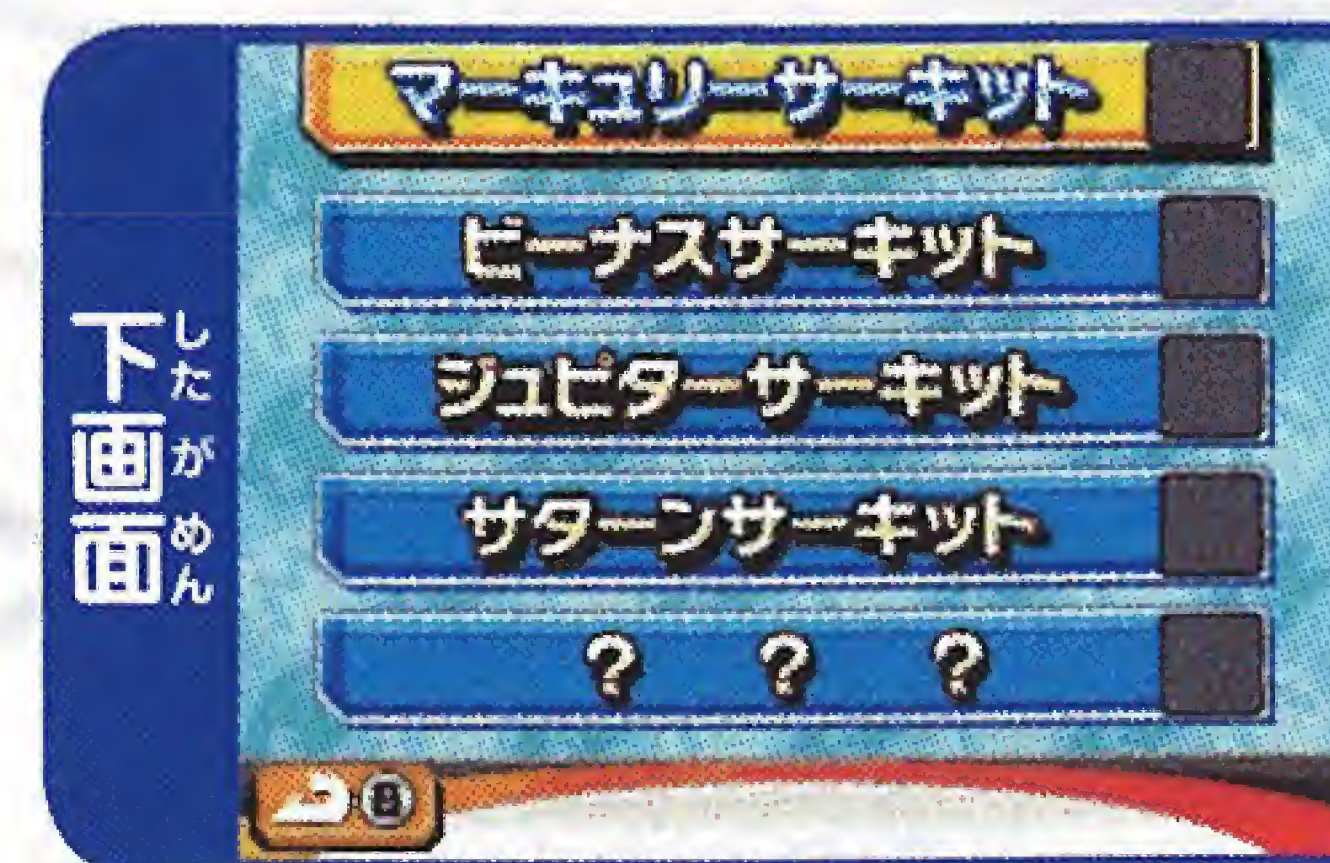 下画面
したがめん
マーキュリーサーキット
ビーナスサーキット
ジュピターサーキット
サターンサーキット
? ? ?
B